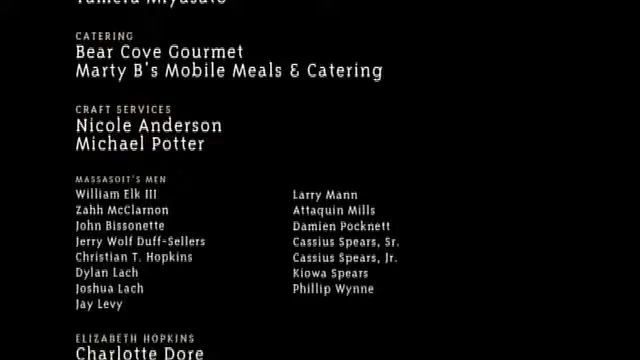 Tamera Miyasato
CATERING
Bear Cove Gourmet
Marty B's Mobile Meals & Catering
CRAFT SERVICES
Nicole Anderson
Michael Potter
MASSASOIT'S MEN
William Elk III
Zahh McClarnon
John Bissonette
Jerry Wolf Duff-Sellers
Christian T. Hopkins
Dylan Lach
Joshua Lach
Jay Levy
Larry Mann
Attaquin Mills
Damien Pocknett
Cassius Spears, Sr.
Cassius Spears, Jr.
Kiowa Spears
Phillip Wynne
ELIZABETH HOPKINS
Charlotte Dore